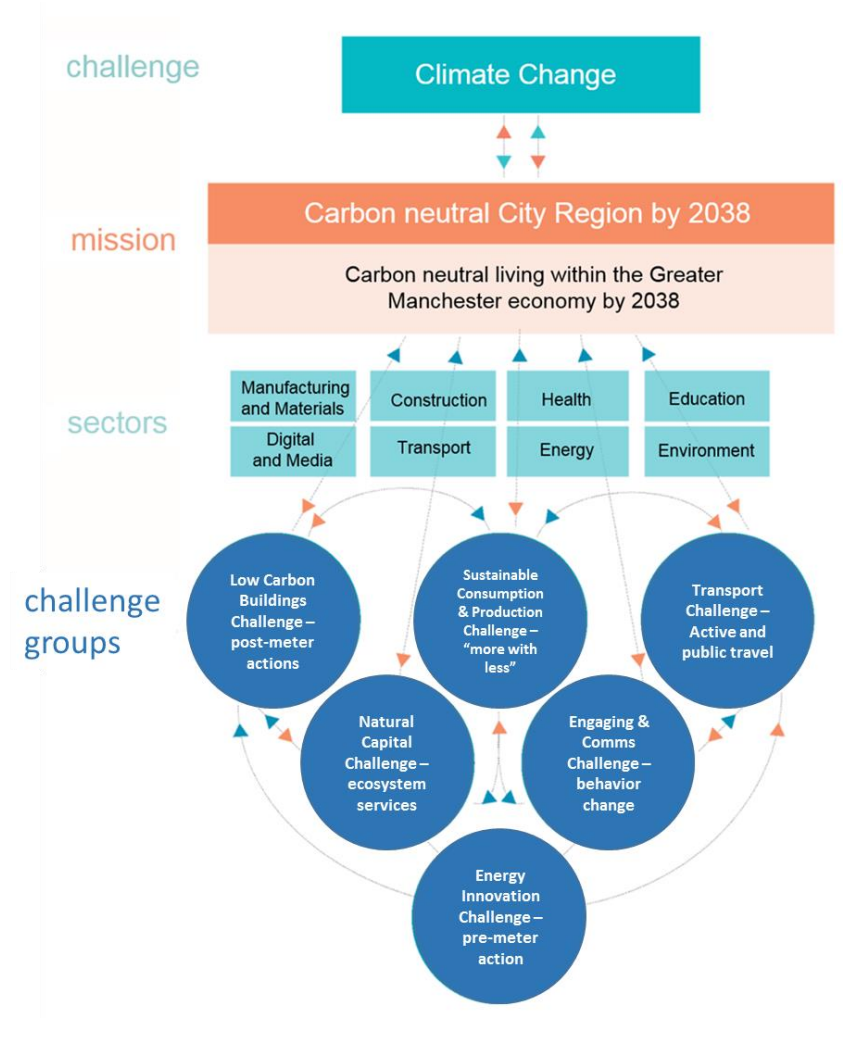 challenge
Climate Change
mission
Carbon neutral City Region by 2038
Carbon neutral living within the Greater
Manchester economy by 2038
sectors
Manufacturing
and Materials
Construction
Health
Education
Digital
and Media
Transport
Energy
Environment
challenge
groups
Low Carbon
Buildings
Challenge –
post-meter
actions
Sustainable
Consumption
& Production
Challenge –
“more with
less”
Transport
Challenge –
Active and
public travel
Natural
Capital
Challenge –
ecosystem
services
Engaging &
Comms
Challenge –
behavior
change
Energy
Innovation
Challenge –
pre-meter
action